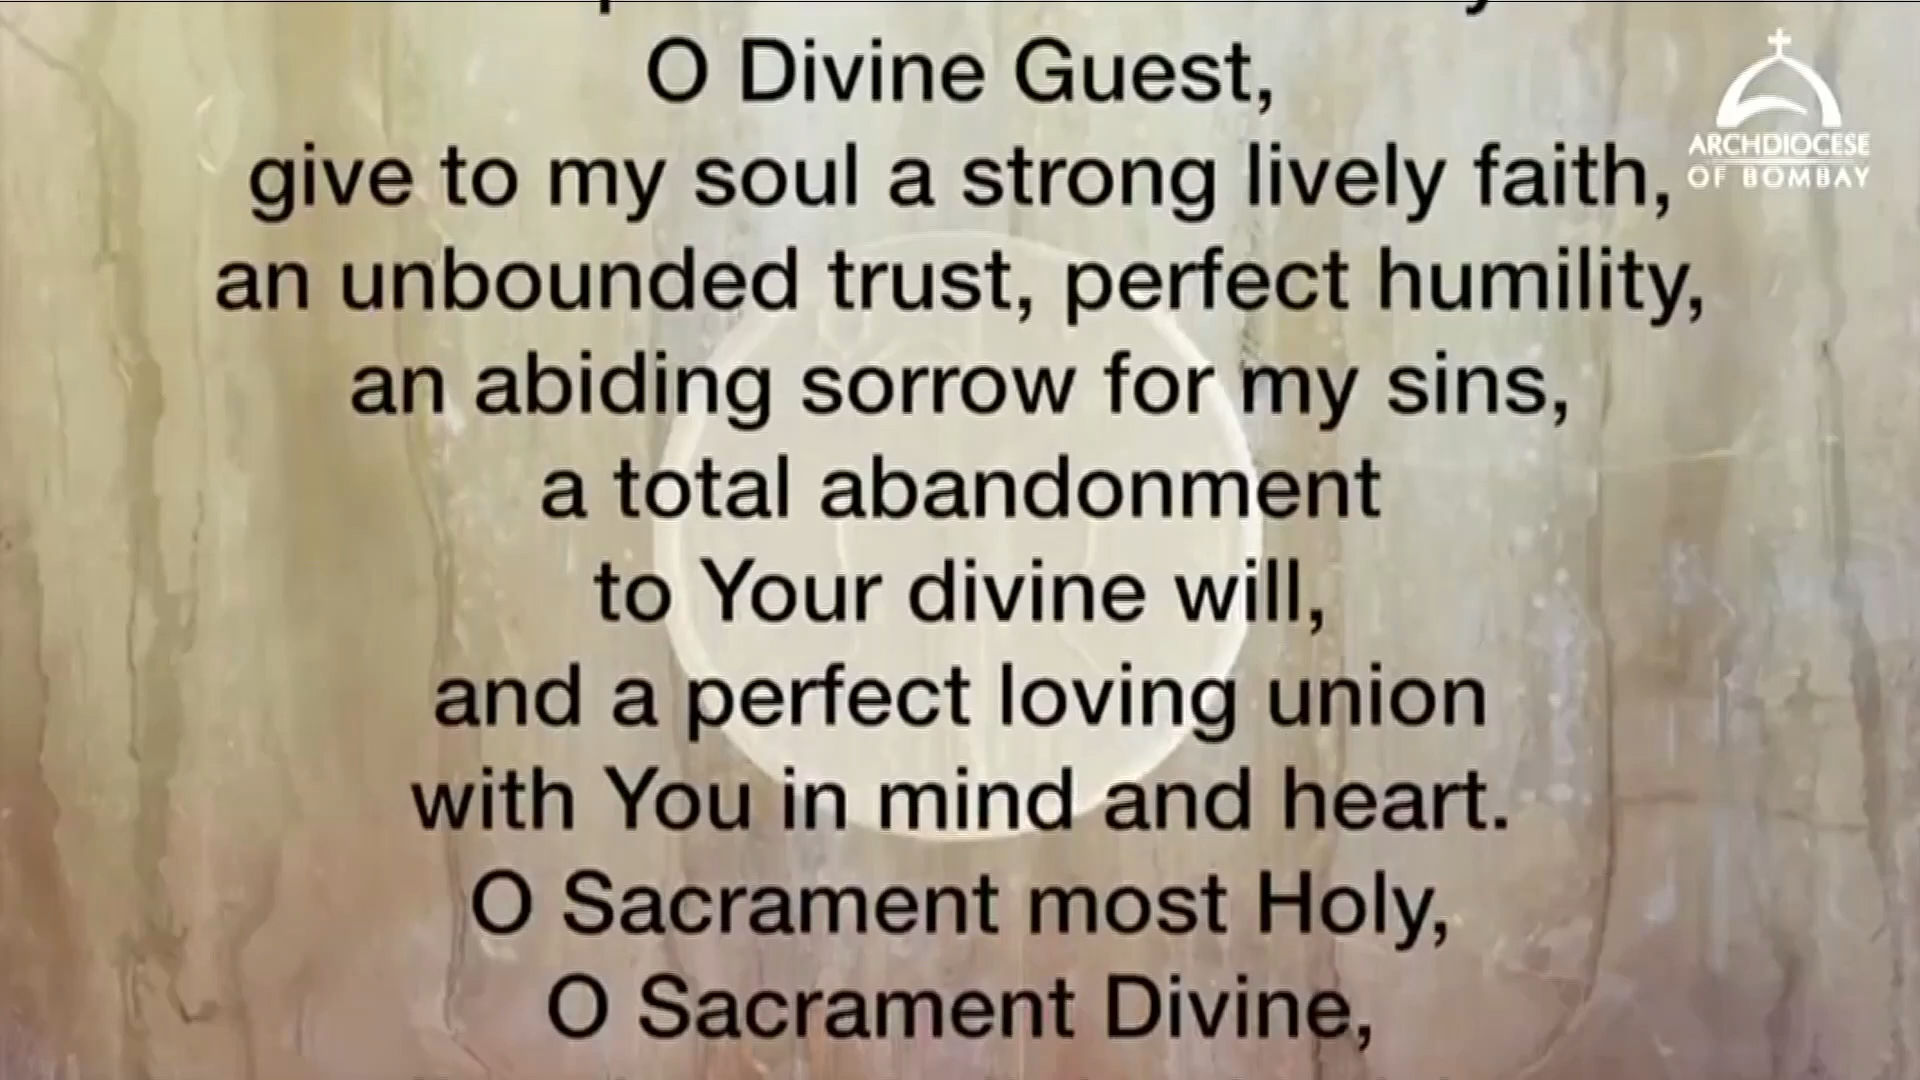 O Divine Guest,
give to my soul a strong lively faith,
an unbounded trust, perfect humility,
an abiding sorrow for my sins,
a total abandonment
to Your divine will,
and a perfect loving union
with You in mind and heart.
O Sacrament most Holy,
O Sacrament Divine,
ARCHDIOCESE
OF BOMBAY